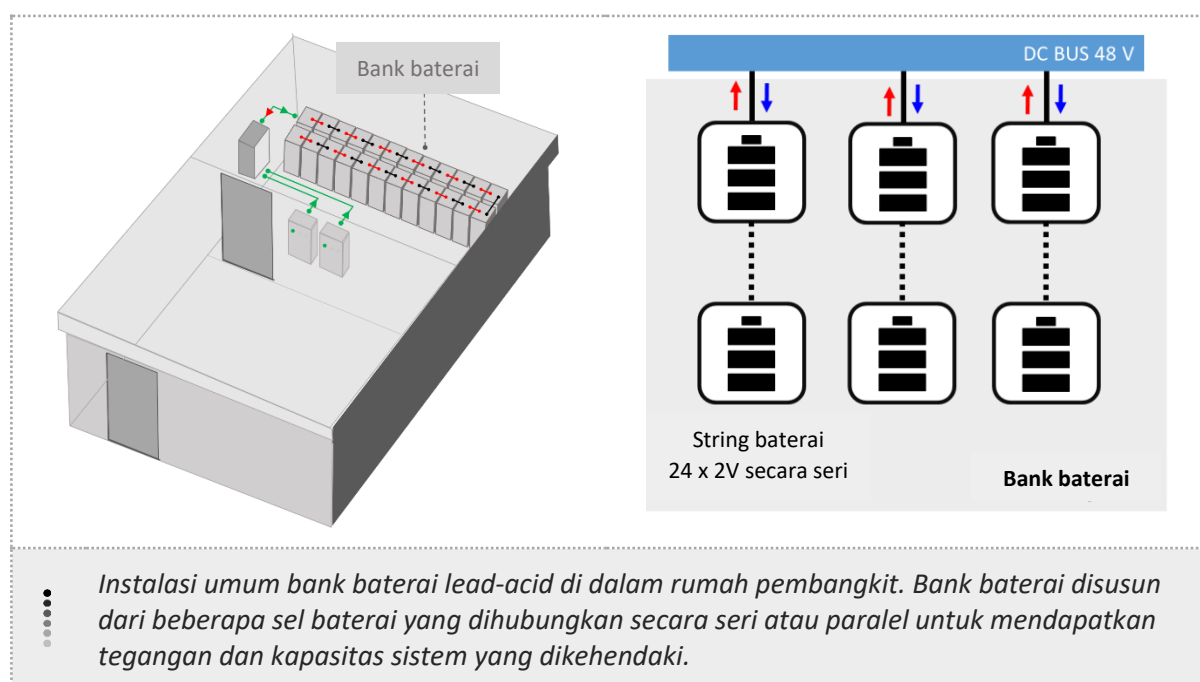 Bank baterai
DC BUS 48 V
String baterai
24 x 2V secara seri
Bank baterai
Instalasi umum bank baterai lead-acid di dalam rumah pembangkit. Bank baterai disusun
dari beberapa sel baterai yang dihubungkan secara seri atau paralel untuk mendapatkan
tegangan dan kapasitas sistem yang dikehendaki.